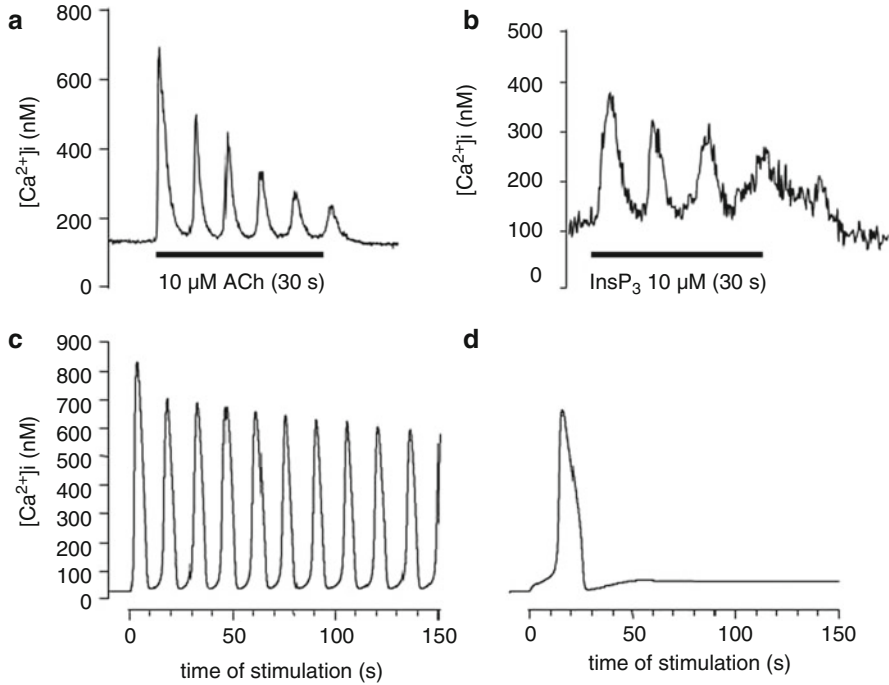 a
800
600
400
200
0
[Ca²⁺]i (nM)
10 µM ACh (30 s)
b
500
400
300
200
100
0
[Ca²⁺]i (nM)
InsP₃ 10 µM (30 s)
c
900
800
700
600
500
400
300
200
100
0
[Ca²⁺]i (nM)
0 50 100 150
time of stimulation (s)
d
0 50 100 150
time of stimulation (s)